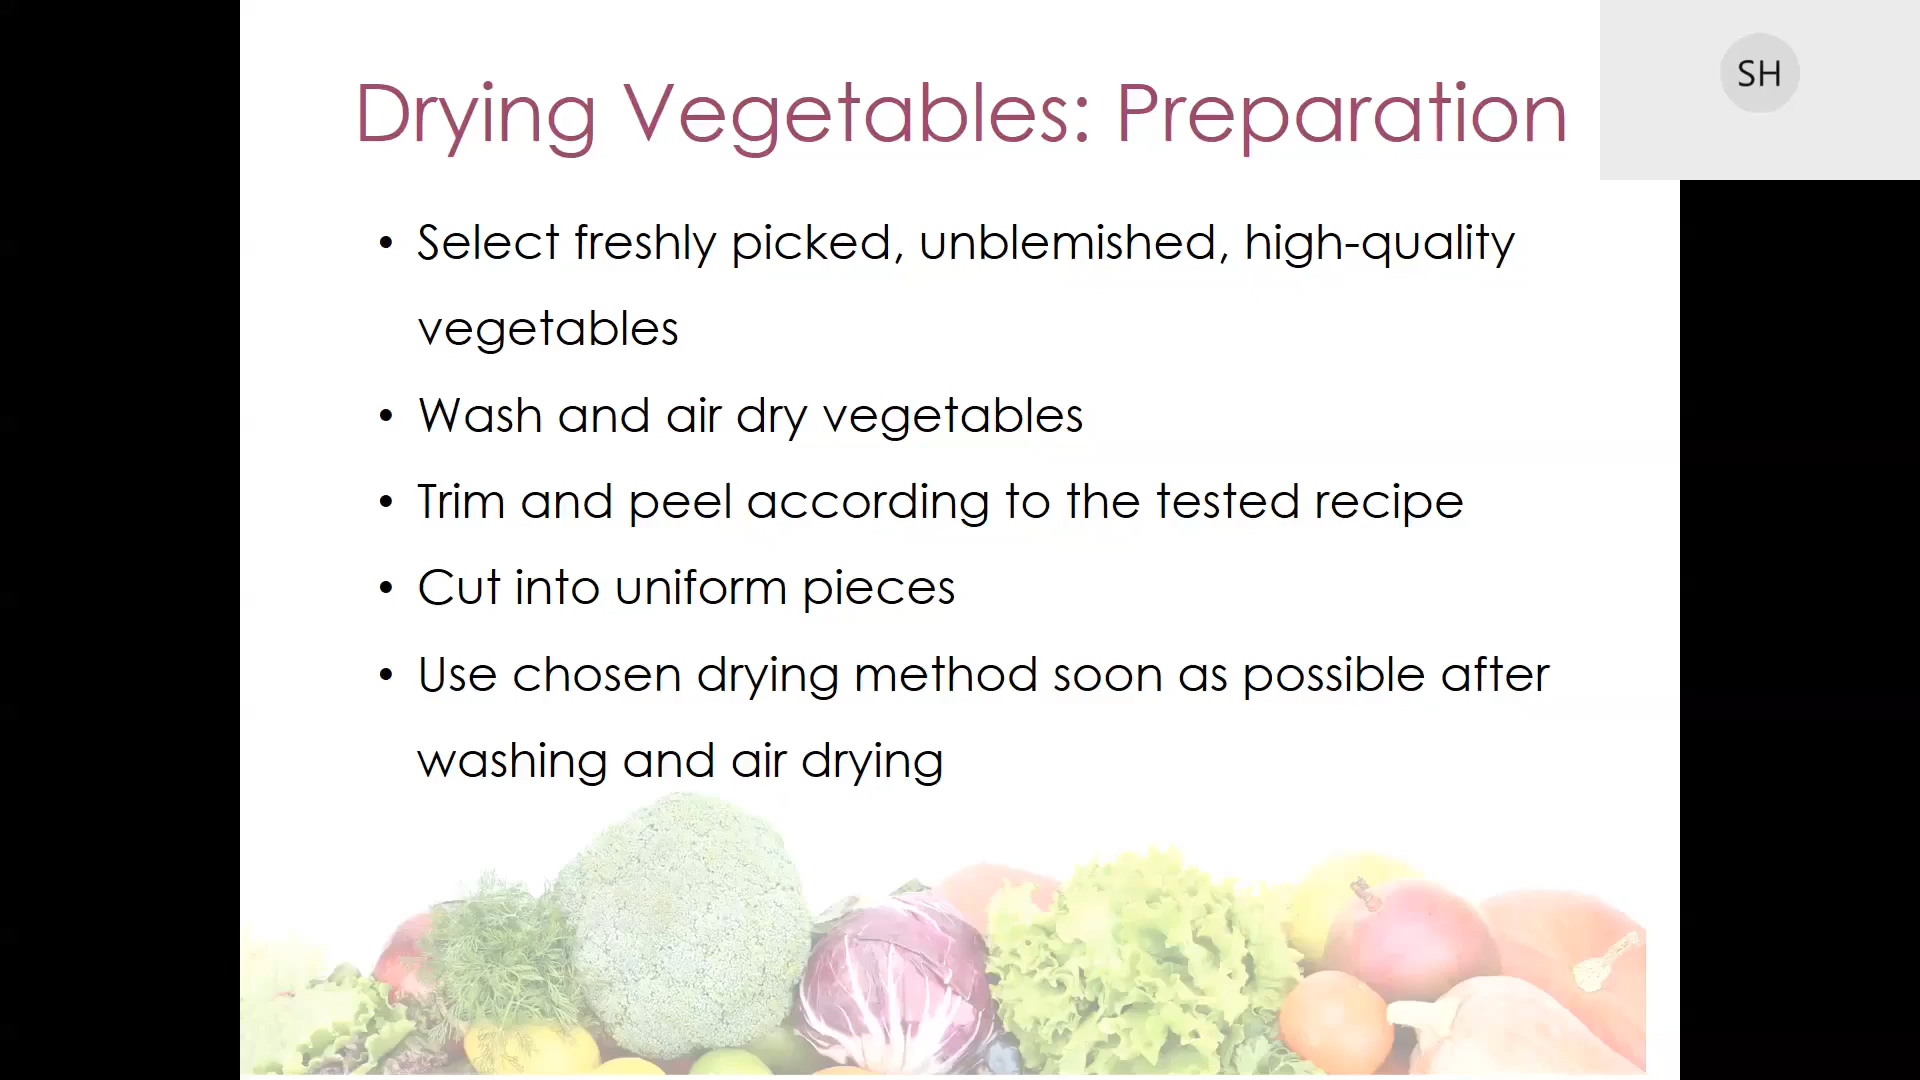 Drying Vegetables: Preparation
SH
• Select freshly picked, unblemished, high-quality
vegetables
• Wash and air dry vegetables
• Trim and peel according to the tested recipe
• Cut into uniform pieces
• Use chosen drying method soon as possible after
washing and air drying